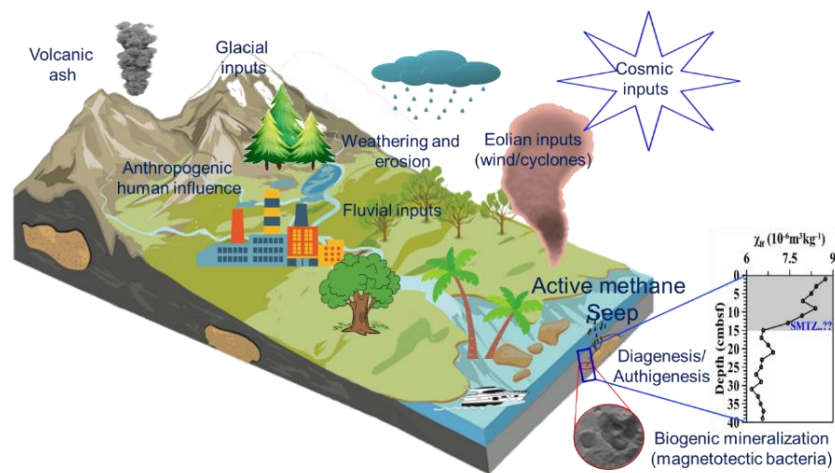 Volcanic
ash
Glacial
inputs
Cosmic
inputs
Weathering and
erosion
Eolian inputs
(wind/cyclones)
Anthropogenic
human influence
Fluvial inputs
Active methane
Seep
Diagenesis/
Authigenesis
Biogenic mineralization
(magnetotectic bacteria)
χlf (10⁻⁶m³kg⁻¹)
6 7.5 9
Depth (cmbsf)
0
5
10
15
20
25
30
35
40
SMTZ..??